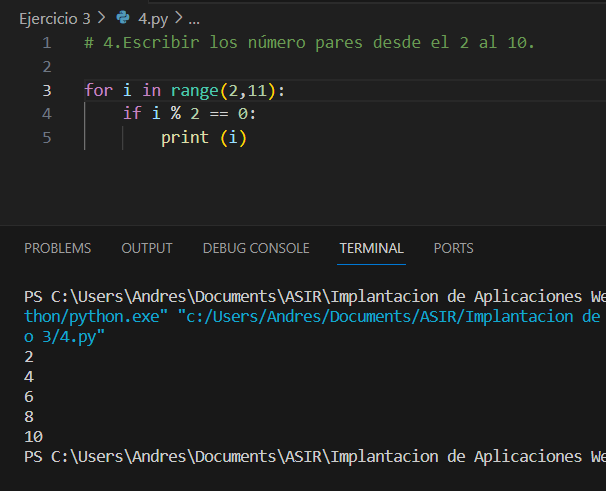 Ejercicio 3 > 4.py > ...
1 # 4.Escribir los número pares desde el 2 al 10.
2
3 for i in range(2,11):
4 if i % 2 == 0:
5 print (i)
PROBLEMS OUTPUT DEBUG CONSOLE TERMINAL PORTS
PS C:\Users\Andres\Documents\ASIR\Implantacion de Aplicaciones We
thon/python.exe" "c:/Users/Andres/Documents/ASIR/Implantacion de
o 3/4.py"
2
4
6
8
10
PS C:\Users\Andres\Documents\ASIR\Implantacion de Aplicaciones We